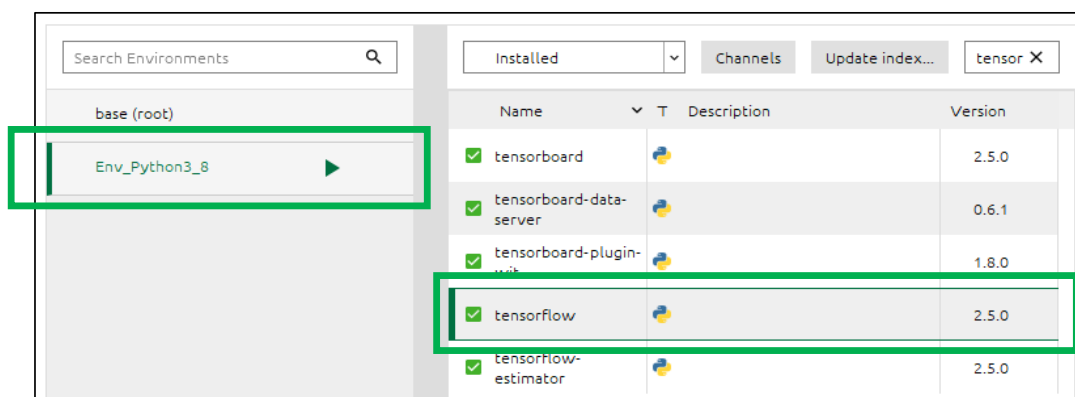 Search Environments
Installed
Channels
Update index...
tensor X
base (root)
Env_Python3_8
Name T Description Version
tensorboard 2.5.0
tensorboard-data-
server
0.6.1
tensorboard-plugin-
wit
1.8.0
tensorflow 2.5.0
tensorflow-
estimator
2.5.0